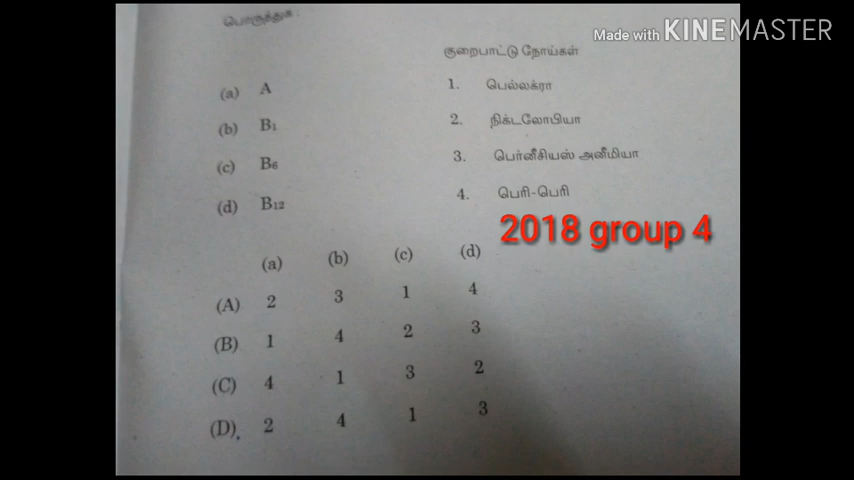 Made with KINEMASTER
பொருத்துக :
குறைபாட்டு நோய்கள்
(a) A 1. பெல்லக்ரா
(b) B1 2. நிக்டலோபியா
(c) B6 3. பெர்னீசியஸ் அனீமியா
(d) B12 4. பெரி-பெரி
2018 group 4
(a) (b) (c) (d)
(A) 2 3 1 4
(B) 1 4 2 3
(C) 4 1 3 2
(D) 2 4 1 3